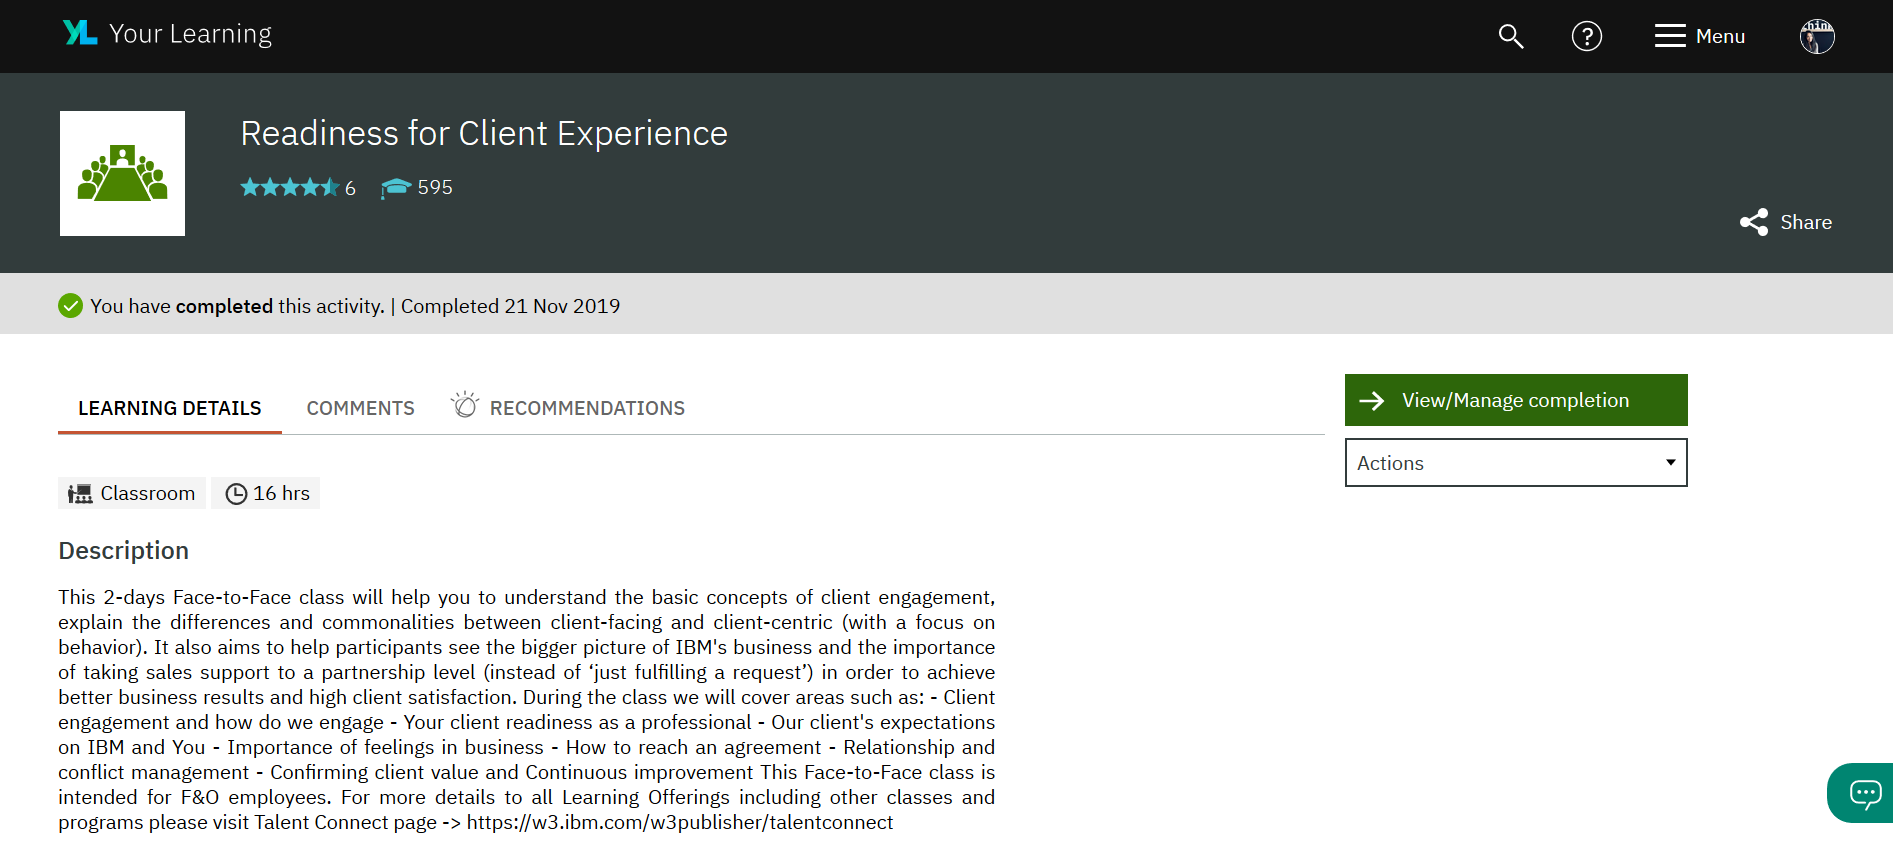 YL Your Learning
? Menu
Readiness for Client Experience
6 595
Share
You have completed this activity. | Completed 21 Nov 2019
LEARNING DETAILS COMMENTS RECOMMENDATIONS
View/Manage completion
Actions
Classroom 16 hrs
Description
This 2-days Face-to-Face class will help you to understand the basic concepts of client engagement,
explain the differences and commonalities between client-facing and client-centric (with a focus on
behavior). It also aims to help participants see the bigger picture of IBM's business and the importance
of taking sales support to a partnership level (instead of ‘just fulfilling a request’) in order to achieve
better business results and high client satisfaction. During the class we will cover areas such as: - Client
engagement and how do we engage - Your client readiness as a professional - Our client's expectations
on IBM and You - Importance of feelings in business - How to reach an agreement - Relationship and
conflict management - Confirming client value and Continuous improvement This Face-to-Face class is
intended for F&O employees. For more details to all Learning Offerings including other classes and
programs please visit Talent Connect page -> https://w3.ibm.com/w3publisher/talentconnect